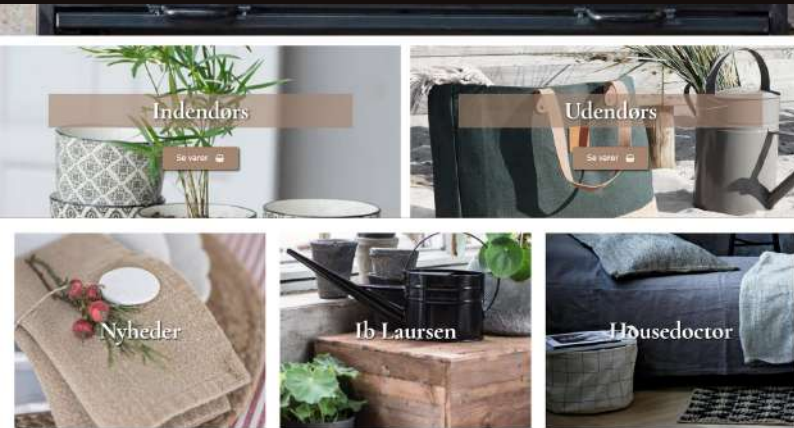 Indendørs
Se varer
Udendørs
Se varer
Nyheder
Ib Laursen
Housedoctor